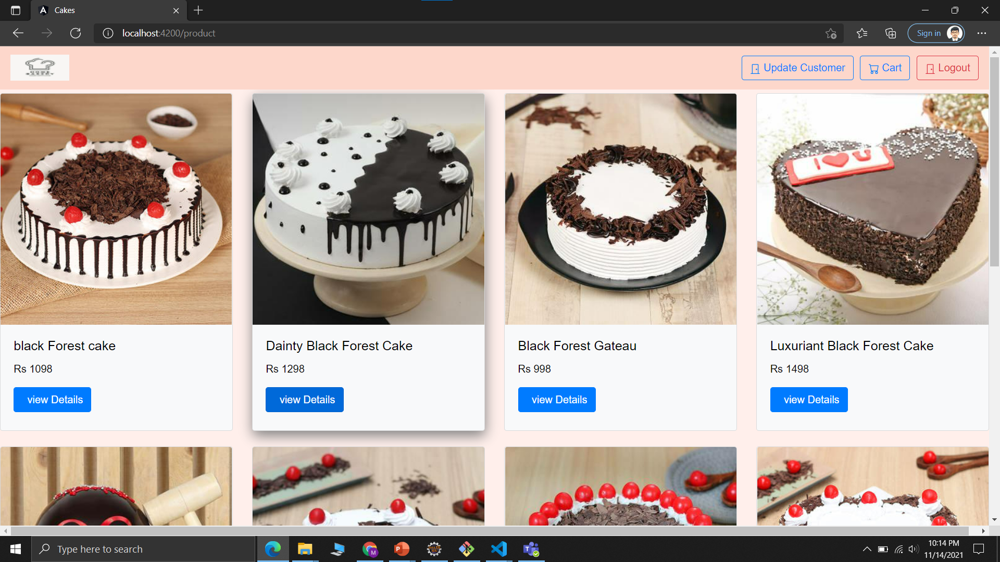 Cakes
localhost:4200/product
Sign in
HOME
BAKERY
Update Customer
Cart
Logout
I U
black Forest cake
Rs 1098
view Details
Dainty Black Forest Cake
Rs 1298
view Details
Black Forest Gateau
Rs 998
view Details
Luxuriant Black Forest Cake
Rs 1498
view Details
Type here to search
10:14 PM
11/14/2021